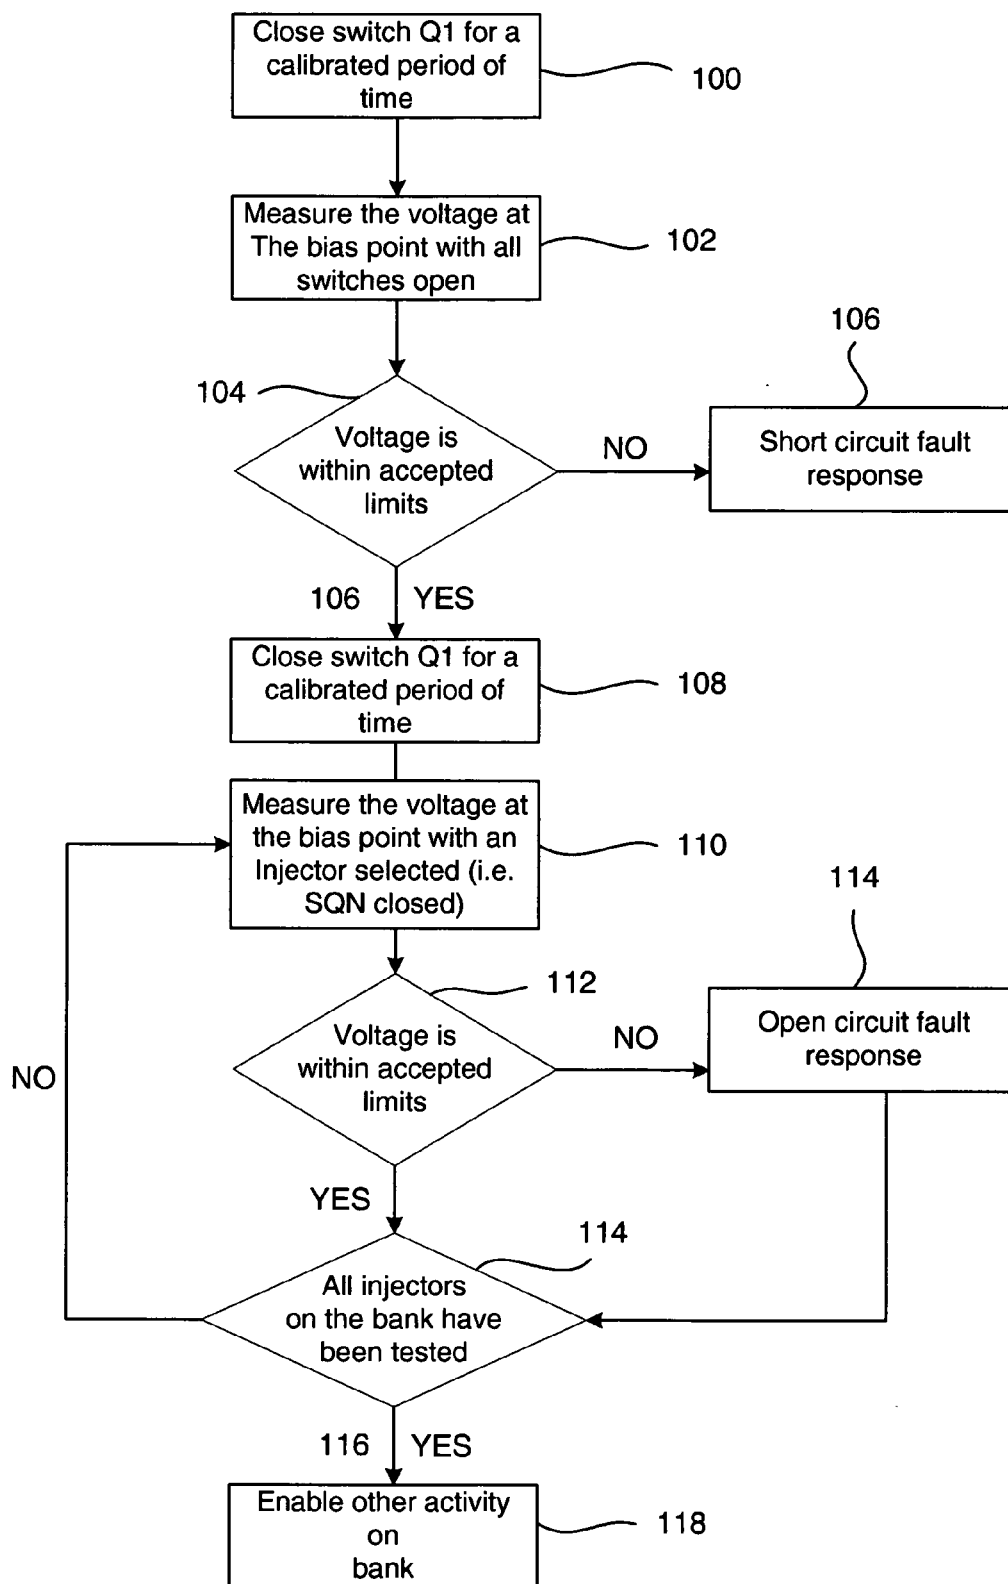 Close switch Q1 for a
calibrated period of
time
100
Measure the voltage at
The bias point with all
switches open
102
106
104
Voltage is
within accepted
limits
NO
Short circuit fault
response
106 YES
Close switch Q1 for a
calibrated period of
time
108
Measure the voltage at
the bias point with an
Injector selected (i.e.
SQN closed)
110
114
112
Voltage is
within accepted
limits
NO
Open circuit fault
response
NO
YES
114
All injectors
on the bank have
been tested
116 YES
Enable other activity
on
bank
118